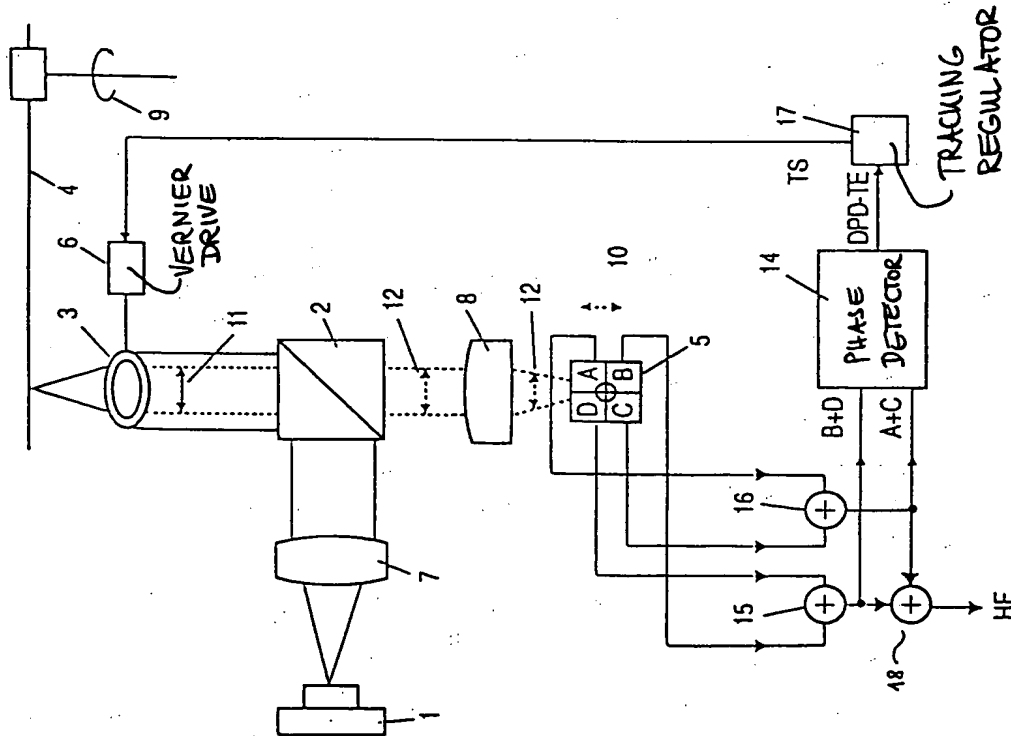 9
4
6
VERNIER
DRIVE
3
11
2
12
8
12
10
D A
C B
5
TS
17
TRACKING
REGULATOR
DPD-TE
14
PHASE
DETECTOR
B+D
A+C
7
1
16
15
18
HF